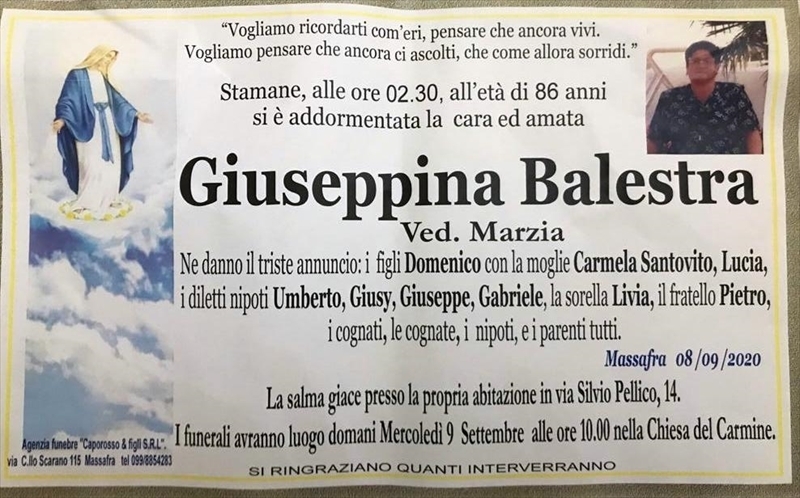 “Vogliamo ricordarti com’eri, pensare che ancora vivi.
Vogliamo pensare che ancora ci ascolti, che come allora sorridi.”
Stamane, alle ore 02.30, all’età di 86 anni
si è addormentata la cara ed amata
Giuseppina Balestra
Ved. Marzia
Ne danno il triste annuncio: i figli Domenico con la moglie Carmela Santovito, Lucia,
i diletti nipoti Umberto, Giusy, Giuseppe, Gabriele, la sorella Livia, il fratello Pietro,
i cognati, le cognate, i nipoti, e i parenti tutti.
Massafra 08/09/2020
La salma giace presso la propria abitazione in via Silvio Pellico, 14.
I funerali avranno luogo domani Mercoledì 9 Settembre alle ore 10.00 nella Chiesa del Carmine.
Agenzia funebre "Caporosso & figli S.R.L".
via C.llo Scarano 115 Massafra tel 099/8854283
SI RINGRAZIANO QUANTI INTERVERRANNO